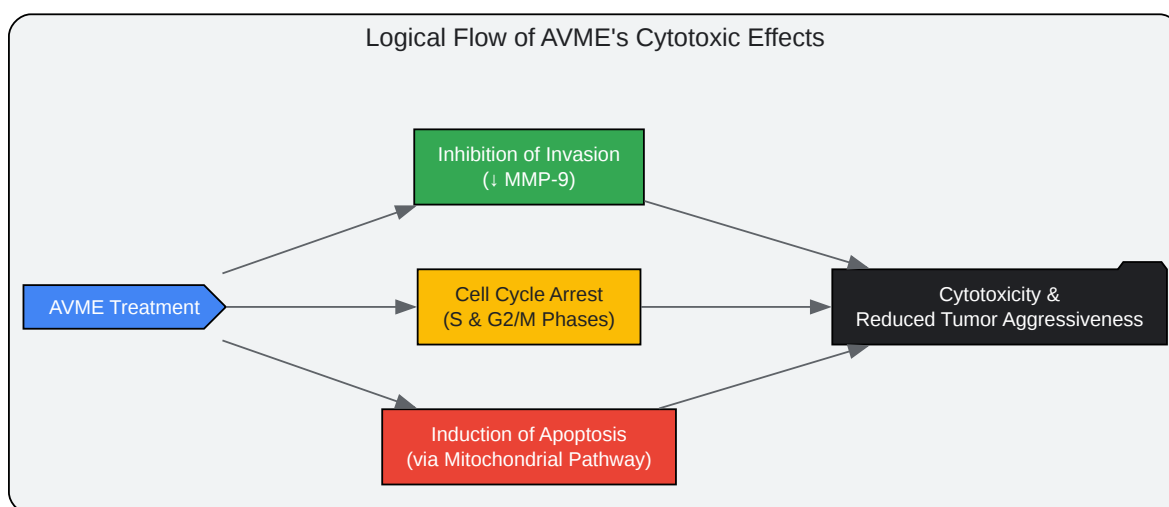 Logical Flow of AVME's Cytotoxic Effects
Inhibition of Invasion
(↓ MMP-9)
AVME Treatment
Cell Cycle Arrest
(S & G2/M Phases)
Cytotoxicity &
Reduced Tumor Aggressiveness
Induction of Apoptosis
(via Mitochondrial Pathway)